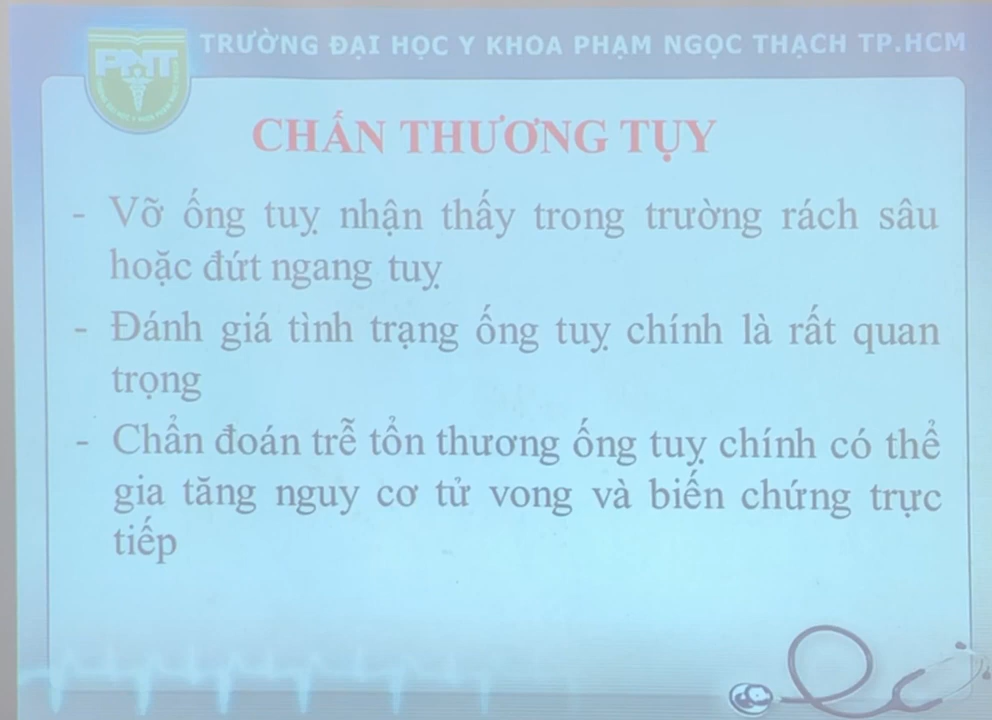 TRƯỜNG ĐẠI HỌC Y KHOA PHẠM NGỌC THẠCH TP.HCM
PNT
CHẤN THƯƠNG TỤY
- Vỡ ống tuỵ nhận thấy trong trường rách sâu
hoặc đứt ngang tuỵ
- Đánh giá tình trạng ống tuỵ chính là rất quan
trọng
- Chẩn đoán trễ tổn thương ống tuỵ chính có thể
gia tăng nguy cơ tử vong và biến chứng trực
tiếp